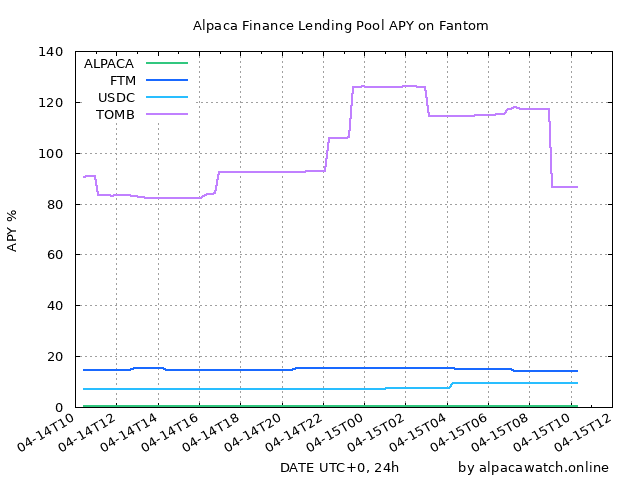 Alpaca Finance Lending Pool APY on Fantom
140
120
100
80
60
40
20
0
APY %
ALPACA
FTM
USDC
TOMB
04-14T10
04-14T12
04-14T14
04-14T16
04-14T18
04-14T20
04-14T22
04-15T00
04-15T02
04-15T04
04-15T06
04-15T08
04-15T10
04-15T12
DATE UTC+0, 24h
by alpacawatch.online